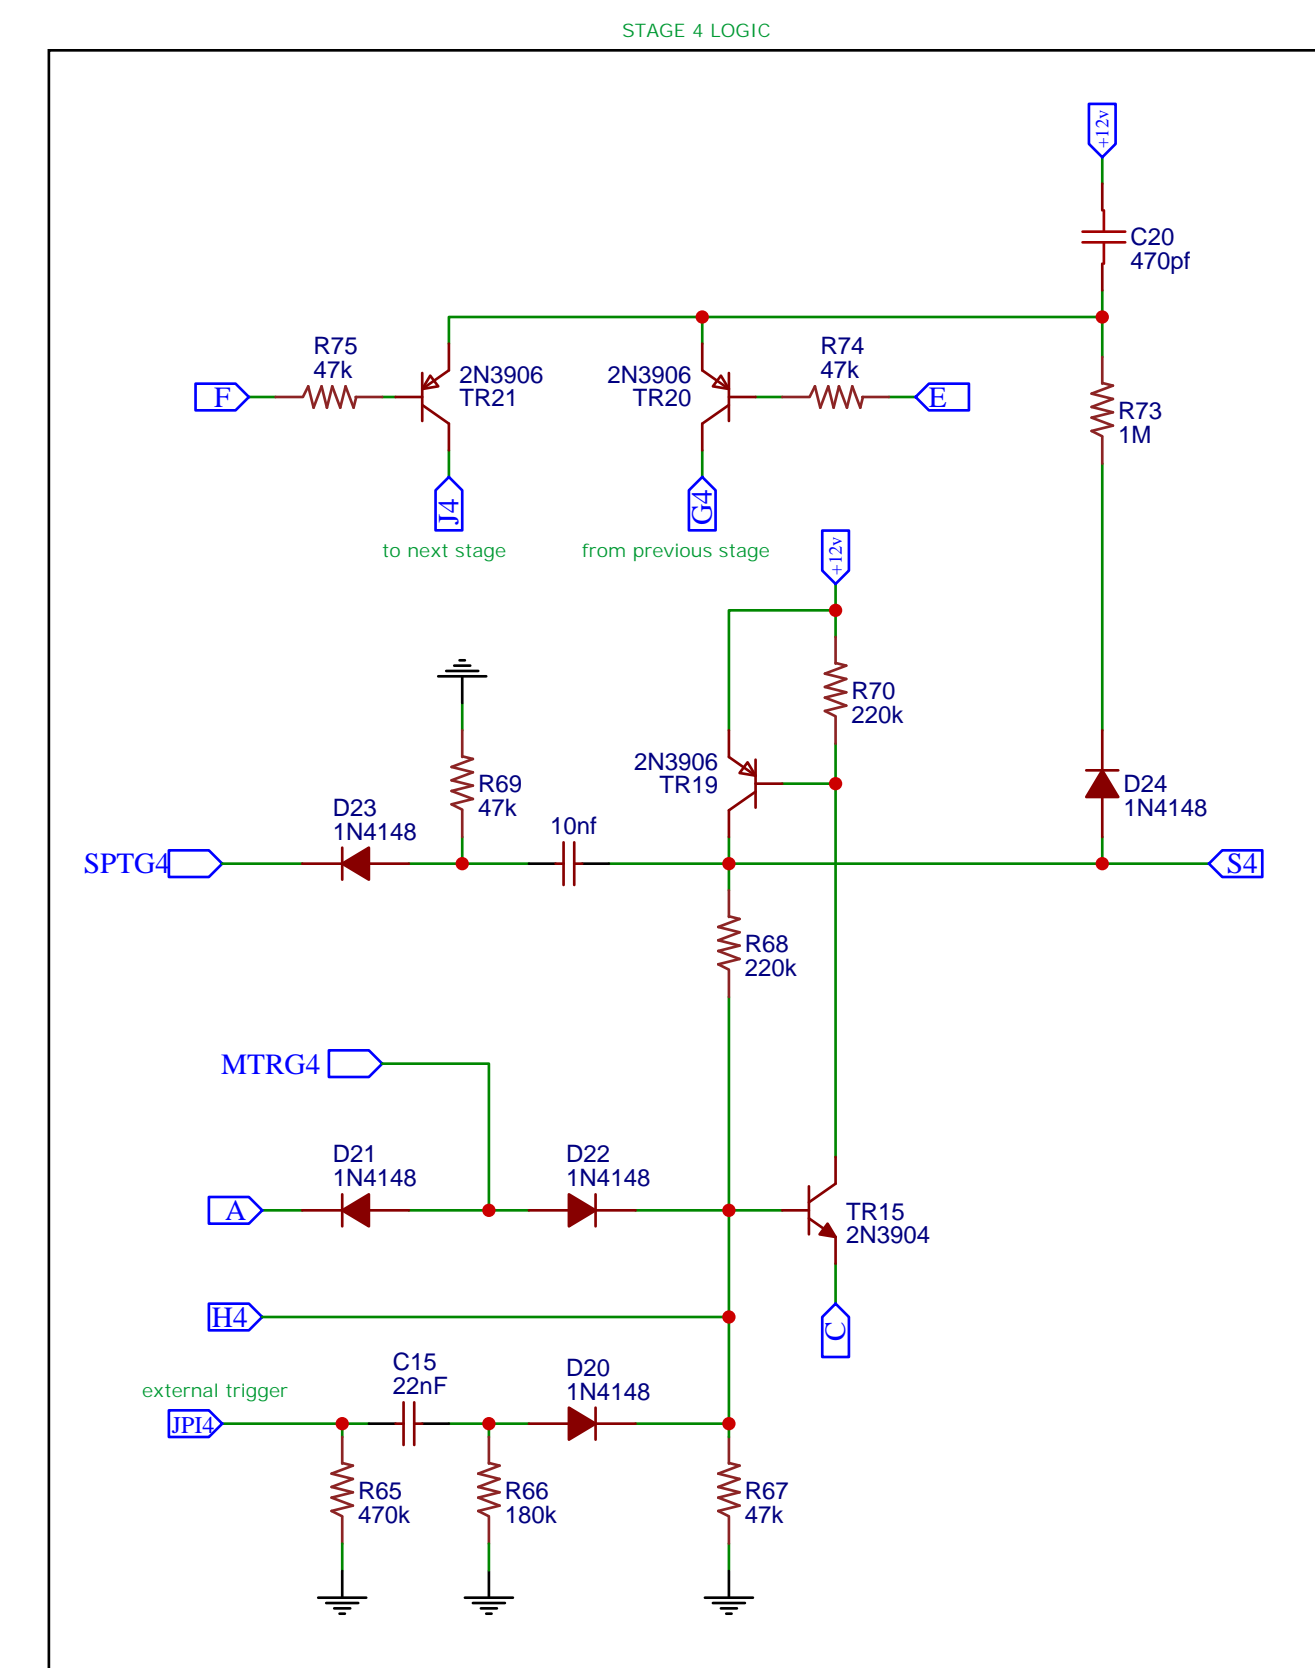 STAGE 4 LOGIC
+12v
C20
470pf
R75
47k
F
2N3906
TR21
J4
to next stage
2N3906
TR20
R74
47k
E
G4
from previous stage
R73
1M
+12v
R70
220k
2N3906
TR19
R69
47k
D23
1N4148
10nf
D24
1N4148
SPTG4
S4
R68
220k
MTRG4
D21
1N4148
D22
1N4148
A
TR15
2N3904
H4
C
C15
22nF
D20
1N4148
external trigger
JPI4
R65
470k
R66
180k
R67
47k